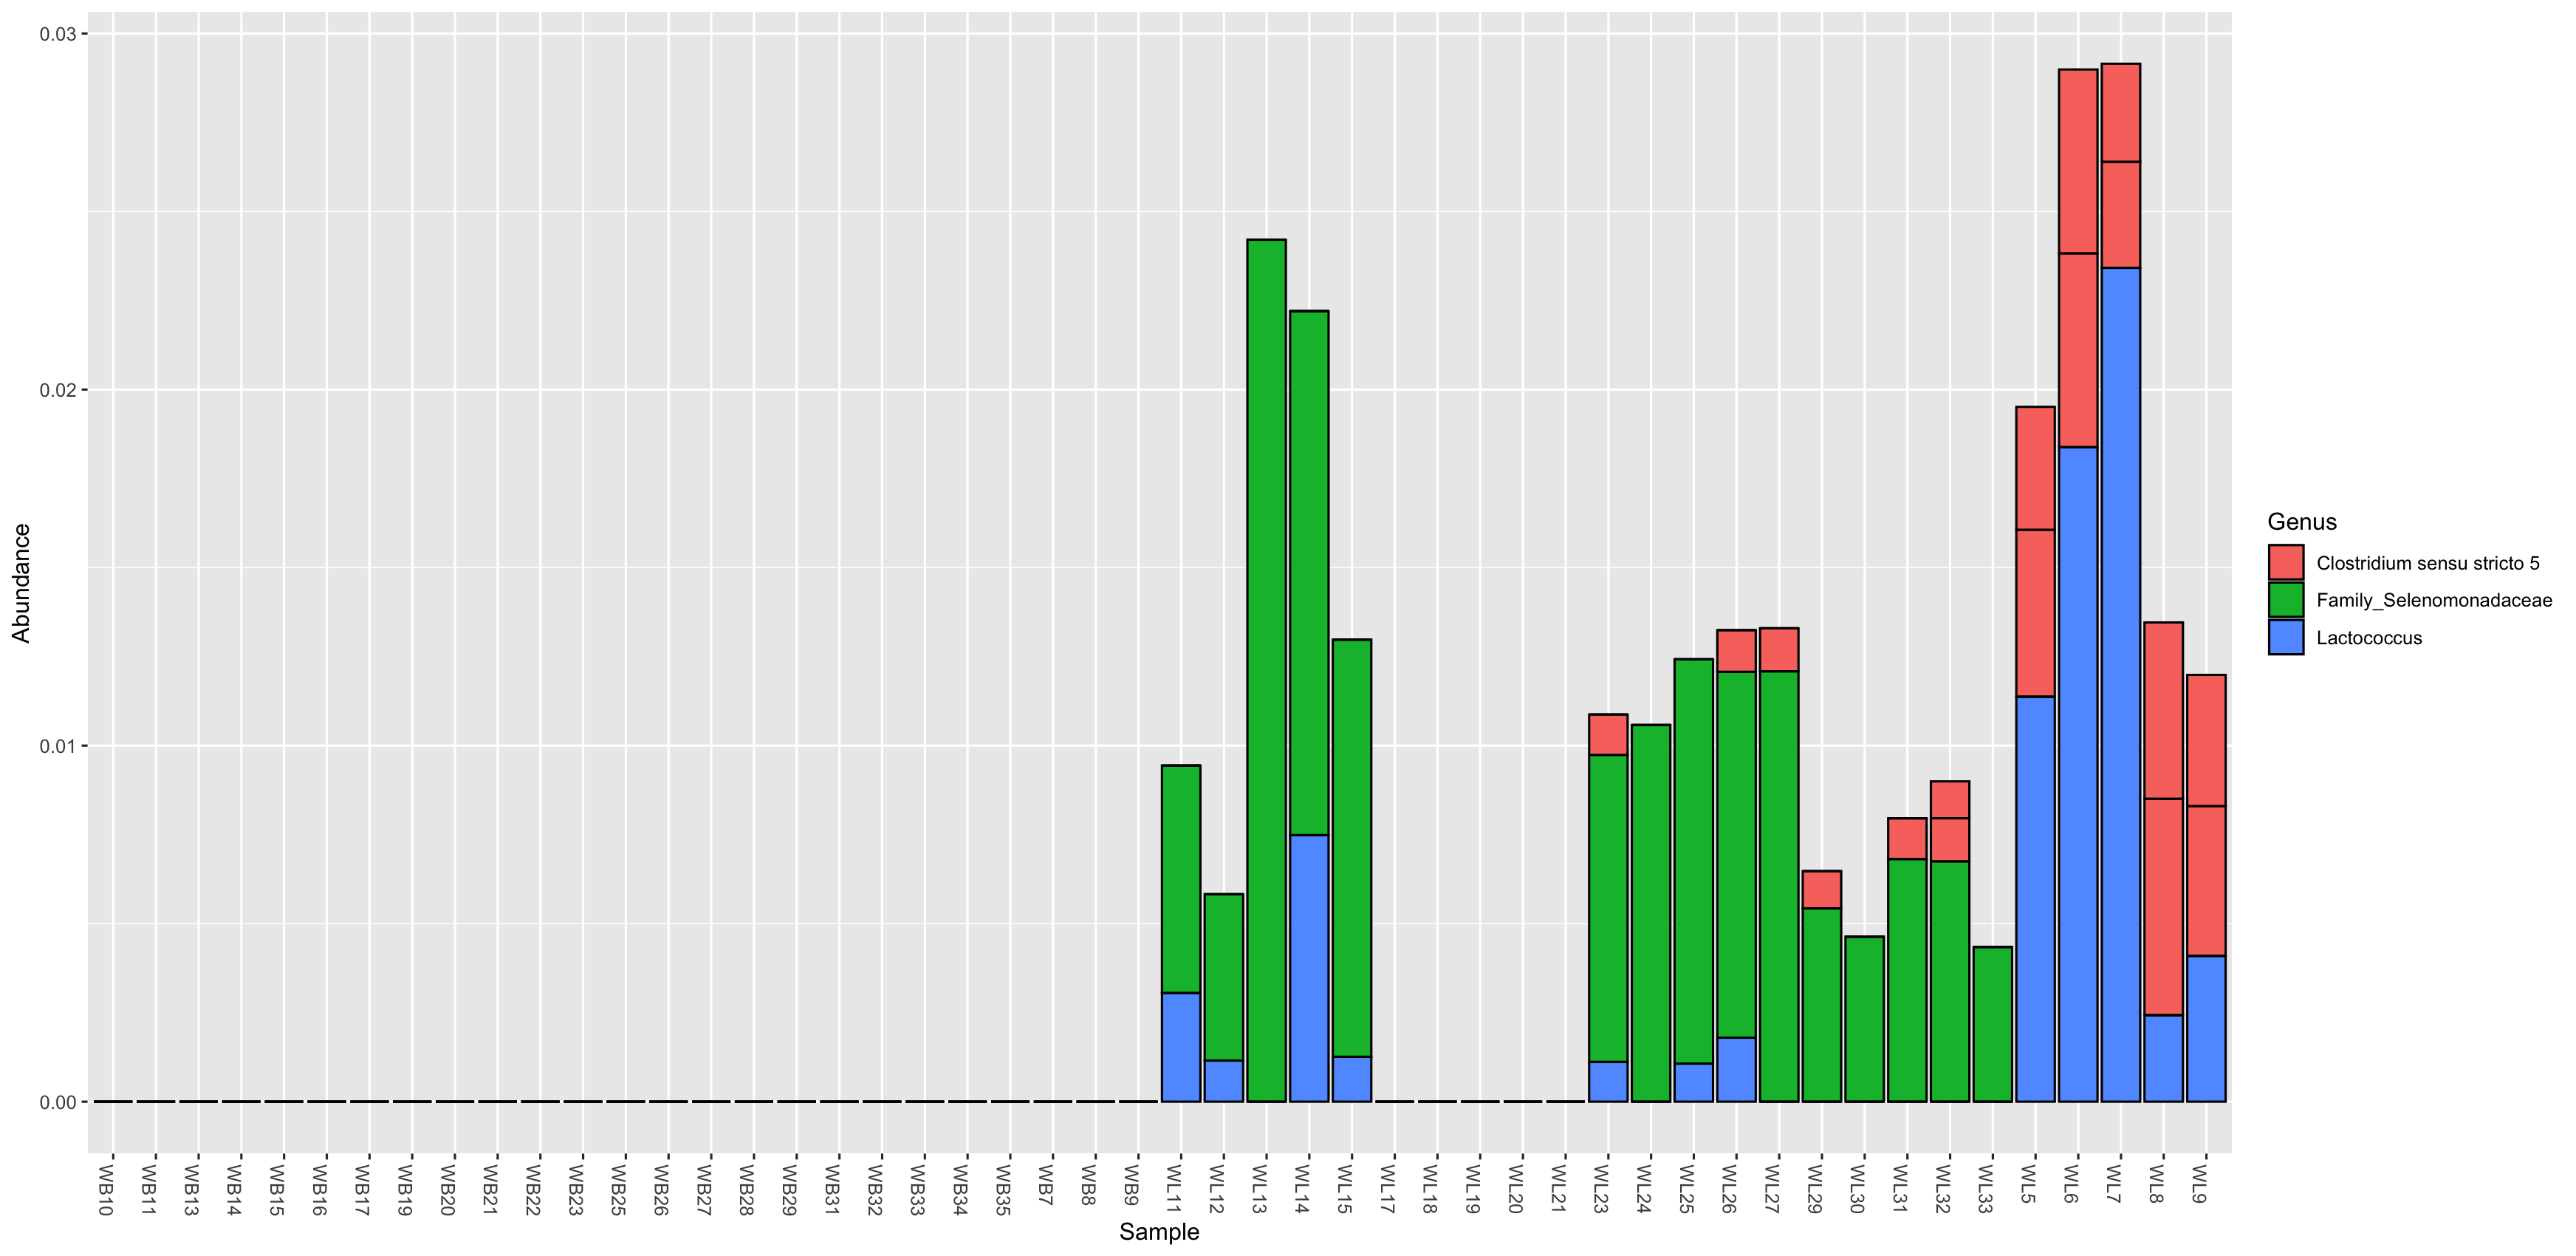 0.03
0.02
0.01
0.00
Abundance
WB10 WB11 WB13 WB14 WB15 WB16 WB17 WB19 WB20 WB21 WB22 WB23 WB25 WB26 WB27 WB28 WB29 WB31 WB32 WB33 WB34 WB35 WB7 WB8 WB9 WL11 WL12 WL13 WL14 WL15 WL17 WL18 WL19 WL20 WL21 WL23 WL24 WL25 WL26 WL27 WL29 WL30 WL31 WL32 WL33 WL5 WL6 WL7 WL8 WL9
Sample
Genus
Clostridium sensu stricto 5
Family_Selenomonadaceae
Lactococcus